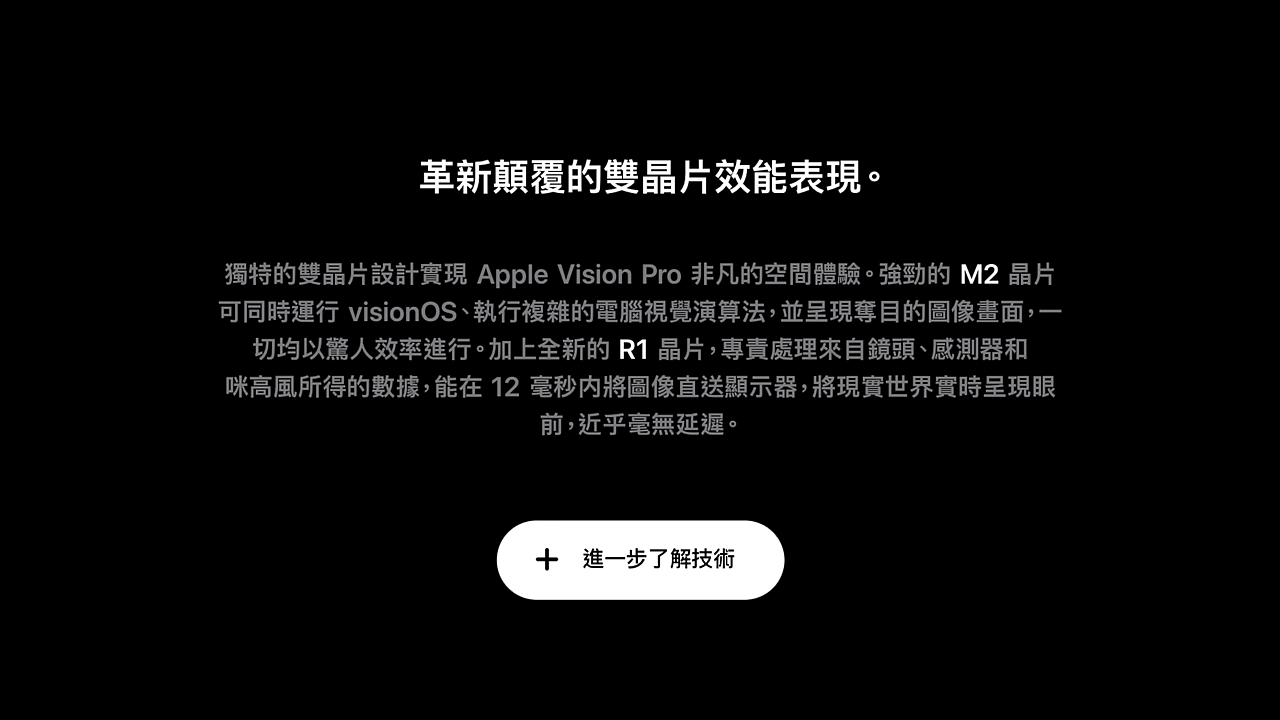 革新顛覆的雙晶片效能表現。
獨特的雙晶片設計實現 Apple Vision Pro 非凡的空間體驗。強勁的 M2 晶片
可同時運行 visionOS、執行複雜的電腦視覺演算法，並呈現奪目的圖像畫面，一
切均以驚人效率進行。加上全新的 R1 晶片，專責處理來自鏡頭、感測器和
咪高風所得的數據，能在 12 毫秒內將圖像直送顯示器，將現實世界實時呈現眼
前，近乎毫無延遲。
+ 進一步了解技術